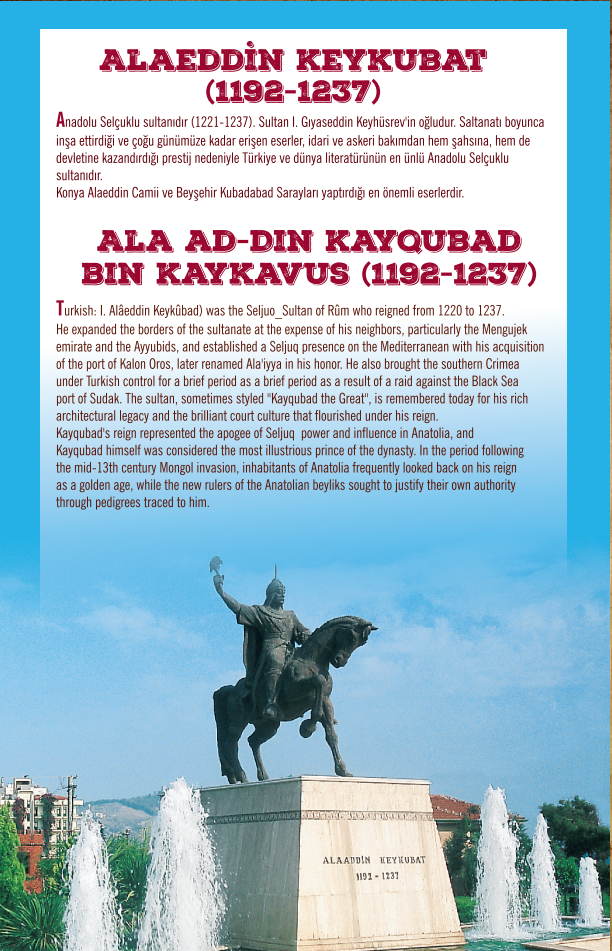 ALAEDDİN KEYKUBAT
(1192-1237)
Anadolu Selçuklu sultanıdır (1221-1237). Sultan I. Gıyaseddin Keyhüsrev'in oğludur. Saltanatı boyunca
inşa ettirdiği ve çoğu günümüze kadar erişen eserler, idari ve askeri bakımdan hem şahsına, hem de
devletine kazandırdığı prestij nedeniyle Türkiye ve dünya literatürünün en ünlü Anadolu Selçuklu
sultanıdır.
Konya Alaeddin Camii ve Beyşehir Kubadabad Sarayları yaptırdığı en önemli eserlerdir.
ALA AD-DIN KAYQUBAD
BIN KAYKAVUS (1192-1237)
Turkish: I. Alâeddin Keykûbad) was the Seljuo_Sultan of Rûm who reigned from 1220 to 1237.
He expanded the borders of the sultanate at the expense of his neighbors, particularly the Mengujek
emirate and the Ayyubids, and established a Seljuq presence on the Mediterranean with his acquisition
of the port of Kalon Oros, later renamed Ala'iyya in his honor. He also brought the southern Crimea
under Turkish control for a brief period as a brief period as a result of a raid against the Black Sea
port of Sudak. The sultan, sometimes styled "Kayqubad the Great", is remembered today for his rich
architectural legacy and the brilliant court culture that flourished under his reign.
Kayqubad's reign represented the apogee of Seljuq power and influence in Anatolia, and
Kayqubad himself was considered the most illustrious prince of the dynasty. In the period following
the mid-13th century Mongol invasion, inhabitants of Anatolia frequently looked back on his reign
as a golden age, while the new rulers of the Anatolian beyliks sought to justify their own authority
through pedigrees traced to him.
ALAADDİN KEYKUBAT
1192 - 1237